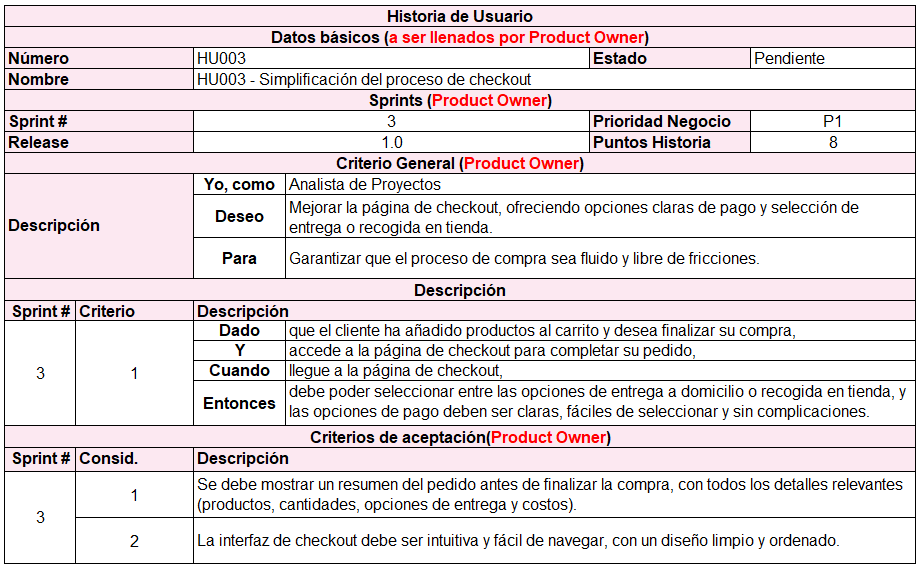 Historia de Usuario
Datos básicos (a ser llenados por Product Owner)
Número HU003 Estado Pendiente
Nombre HU003 - Simplificación del proceso de checkout
Sprints (Product Owner)
Sprint # 3 Prioridad Negocio P1
Release 1.0 Puntos Historia 8
Criterio General (Product Owner)
Descripción
Yo, como Analista de Proyectos
Deseo Mejorar la página de checkout, ofreciendo opciones claras de pago y selección de
entrega o recogida en tienda.
Para Garantizar que el proceso de compra sea fluido y libre de fricciones.
Descripción
Sprint # Criterio Descripción
3 1
Dado que el cliente ha añadido productos al carrito y desea finalizar su compra,
Y accede a la página de checkout para completar su pedido,
Cuando llegue a la página de checkout,
Entonces debe poder seleccionar entre las opciones de entrega a domicilio o recogida en tienda, y
las opciones de pago deben ser claras, fáciles de seleccionar y sin complicaciones.
Criterios de aceptación(Product Owner)
Sprint # Consid. Descripción
3
1 Se debe mostrar un resumen del pedido antes de finalizar la compra, con todos los detalles relevantes
(productos, cantidades, opciones de entrega y costos).
2 La interfaz de checkout debe ser intuitiva y fácil de navegar, con un diseño limpio y ordenado.